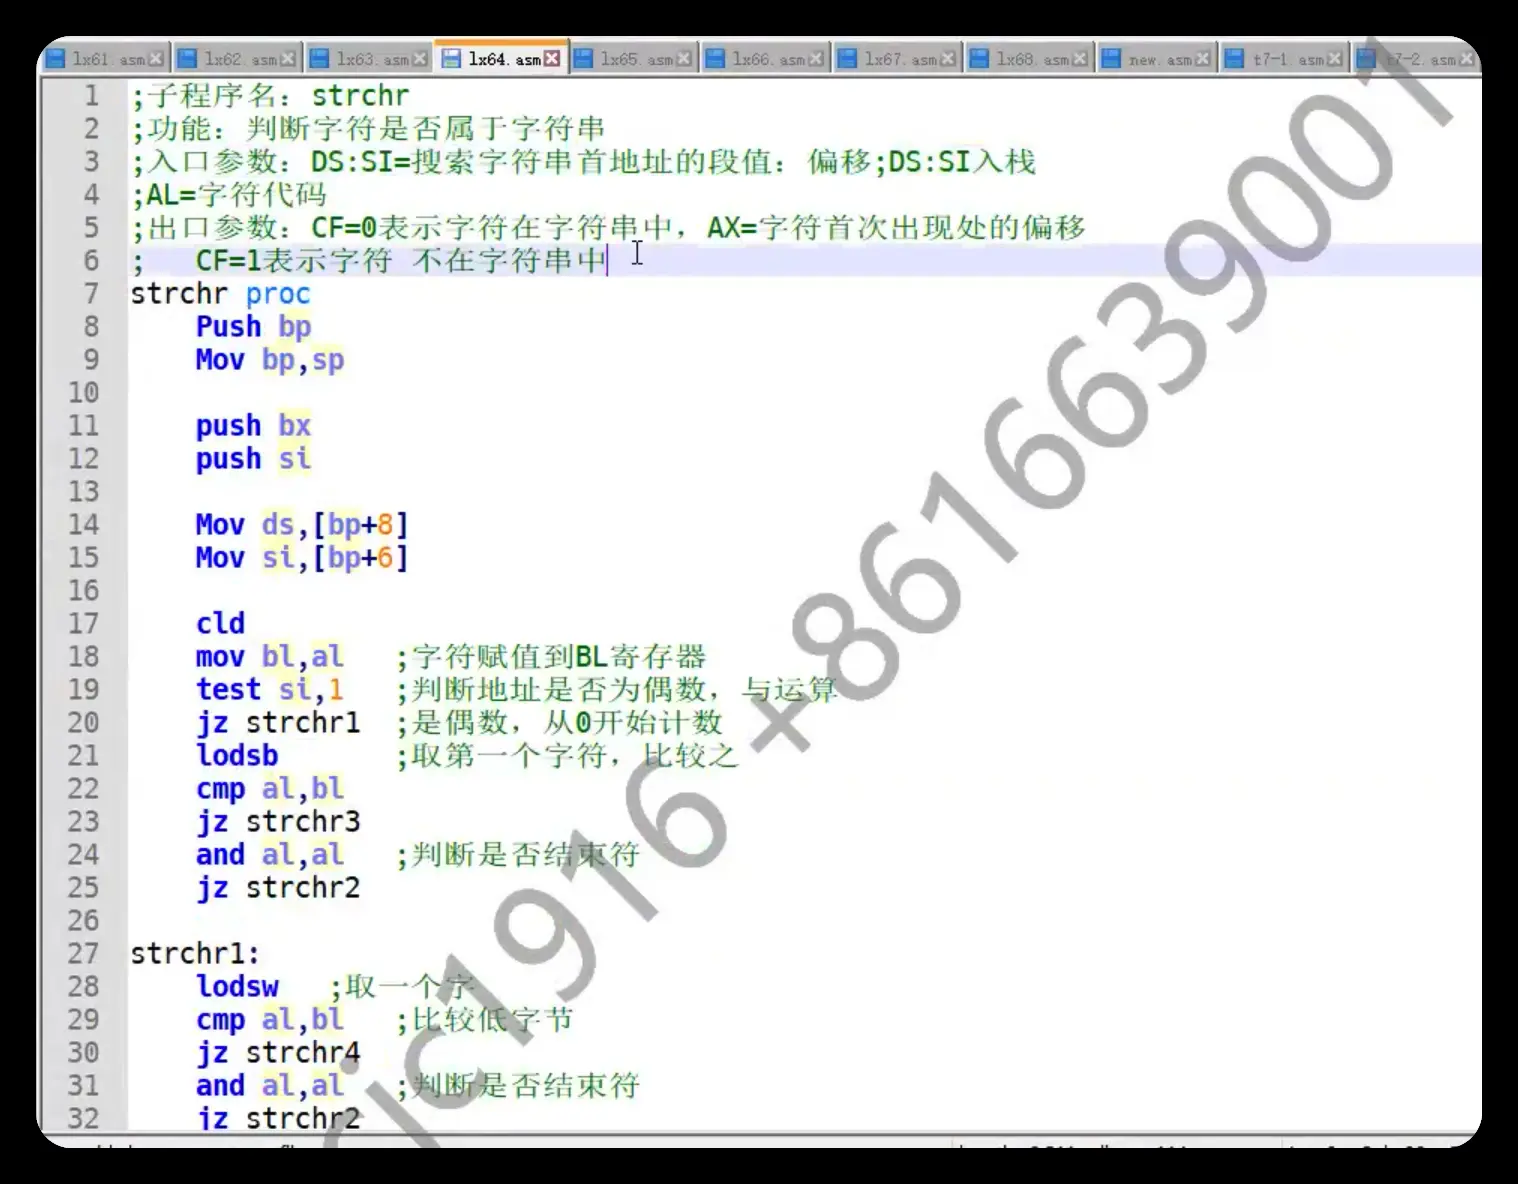 lx61.asm lx62.asm lx63.asm lx64.asm lx65.asm lx66.asm lx67.asm lx68.asm new.asm t7-1.asm t7-2.asm
1 ;子程序名：strchr
2 ;功能：判断字符是否属于字符串
3 ;入口参数：DS:SI=搜索字符串首地址的段值：偏移;DS:SI入栈
4 ;AL=字符代码
5 ;出口参数：CF=0表示字符在字符串中，AX=字符首次出现处的偏移
6 ; CF=1表示字符 不在字符串中
7 strchr proc
8 Push bp
9 Mov bp,sp
10
11 push bx
12 push si
13
14 Mov ds,[bp+8]
15 Mov si,[bp+6]
16
17 cld
18 mov bl,al ;字符赋值到BL寄存器
19 test si,1 ;判断地址是否为偶数，与运算
20 jz strchr1 ;是偶数，从0开始计数
21 lodsb ;取第一个字符，比较之
22 cmp al,bl
23 jz strchr3
24 and al,al ;判断是否结束符
25 jz strchr2
26
27 strchr1:
28 lodsw ;取一个字
29 cmp al,bl ;比较低字节
30 jz strchr4
31 and al,al ;判断是否结束符
32 jz strchr2
ric1916 +8616639001